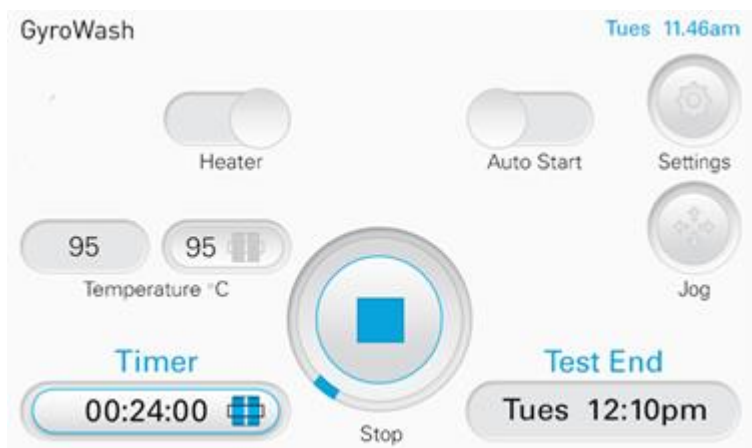 GyroWash
Tues 11.46am
Heater
Auto Start
Settings
95
95
Temperature °C
Jog
Timer
Test End
00:24:00
Tues 12:10pm
Stop